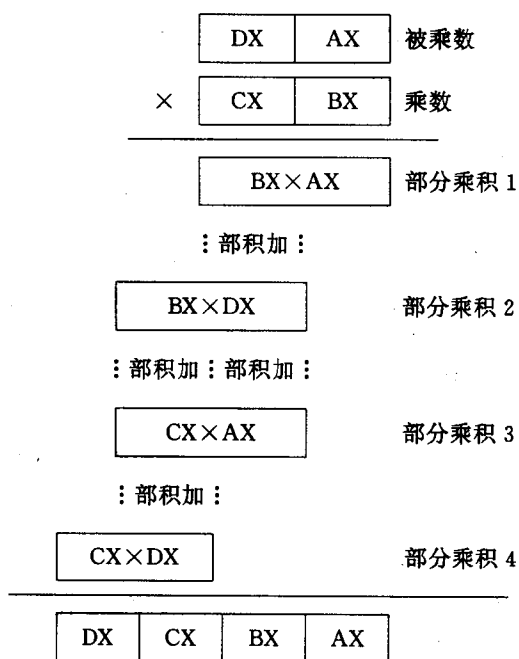 DX AX 被乘数
× CX BX 乘数
BX×AX 部分乘积 1
⋮部积加⋮
BX×DX 部分乘积 2
⋮部积加⋮部积加⋮
CX×AX 部分乘积 3
⋮部积加⋮
CX×DX 部分乘积 4
DX CX BX AX